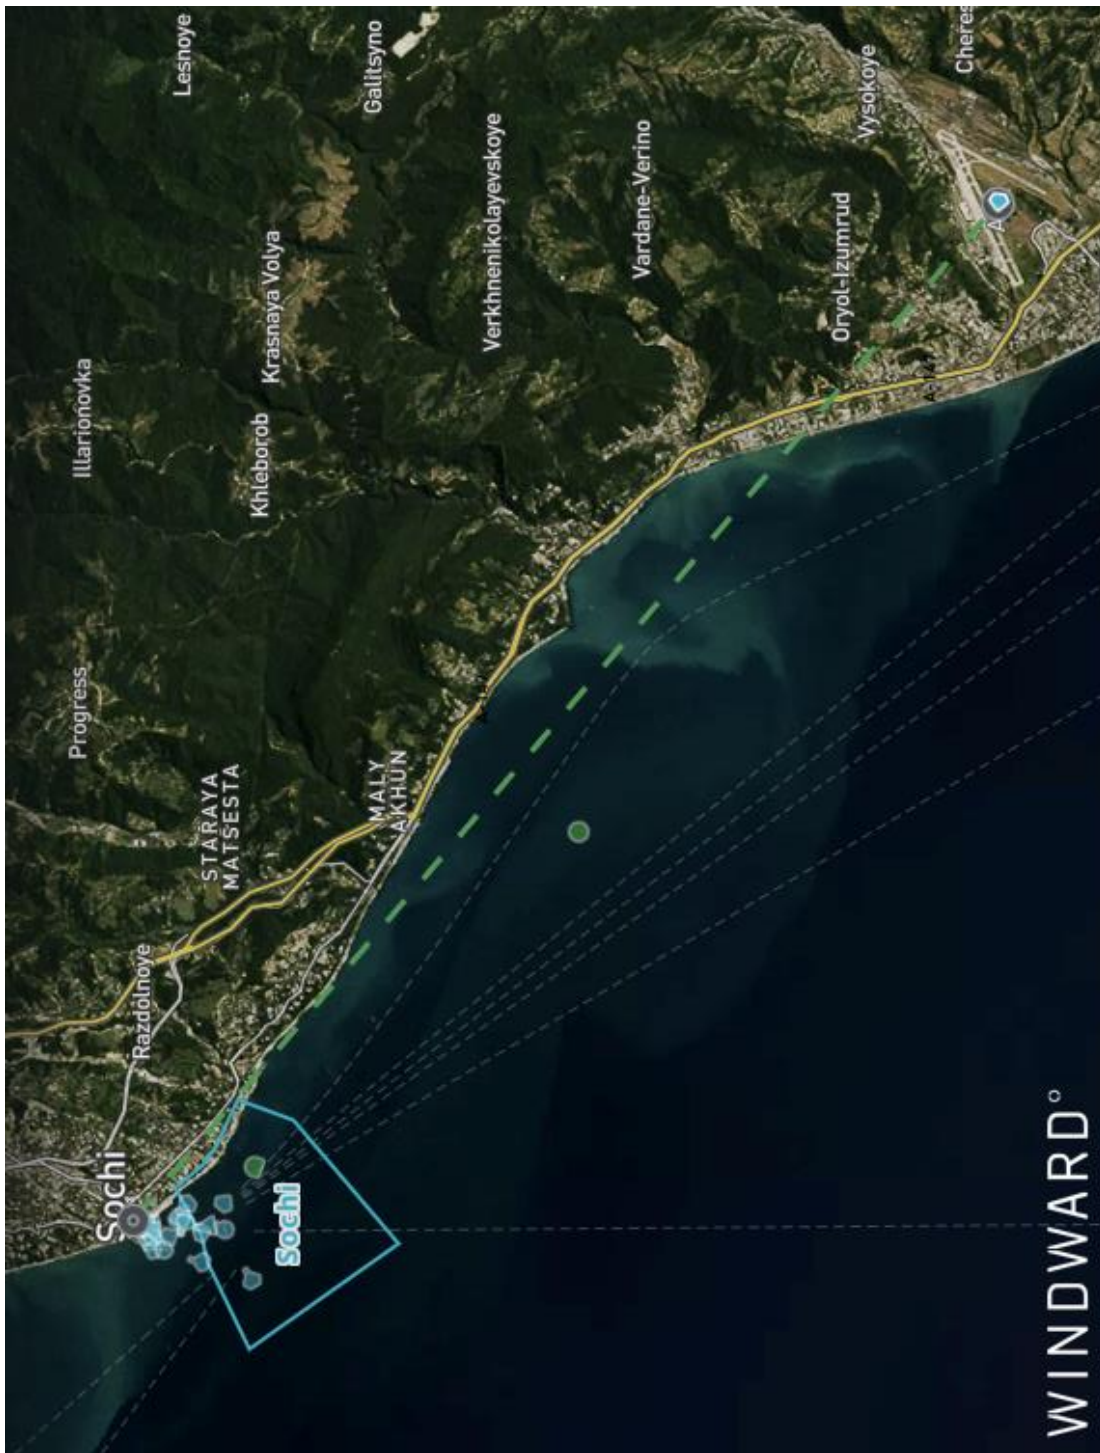 Progress
Illarionovka
Sochi
Razdolnoye
Lesnoye
STARAYA
MATSESTA
Khleborob
Krasnaya Volya
Sochi
MALY
AKHUN
Galitsyno
Verkhnenikolayevskoye
Vardane-Verino
Oryol-Izumrud
Vysokoye
Cheres
WINDWARD°